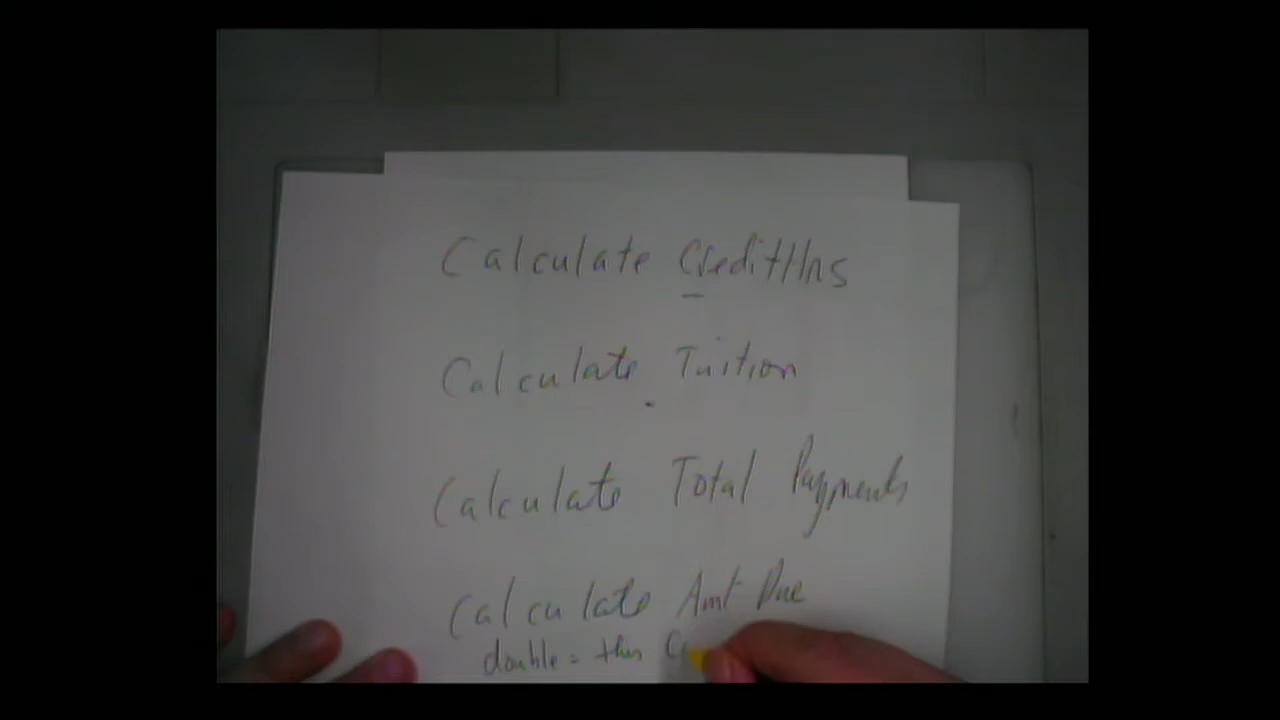 Calculate CreditHrs
Calculate Tuition
Calculate Total Payments
Calculate Amt Due
double = this